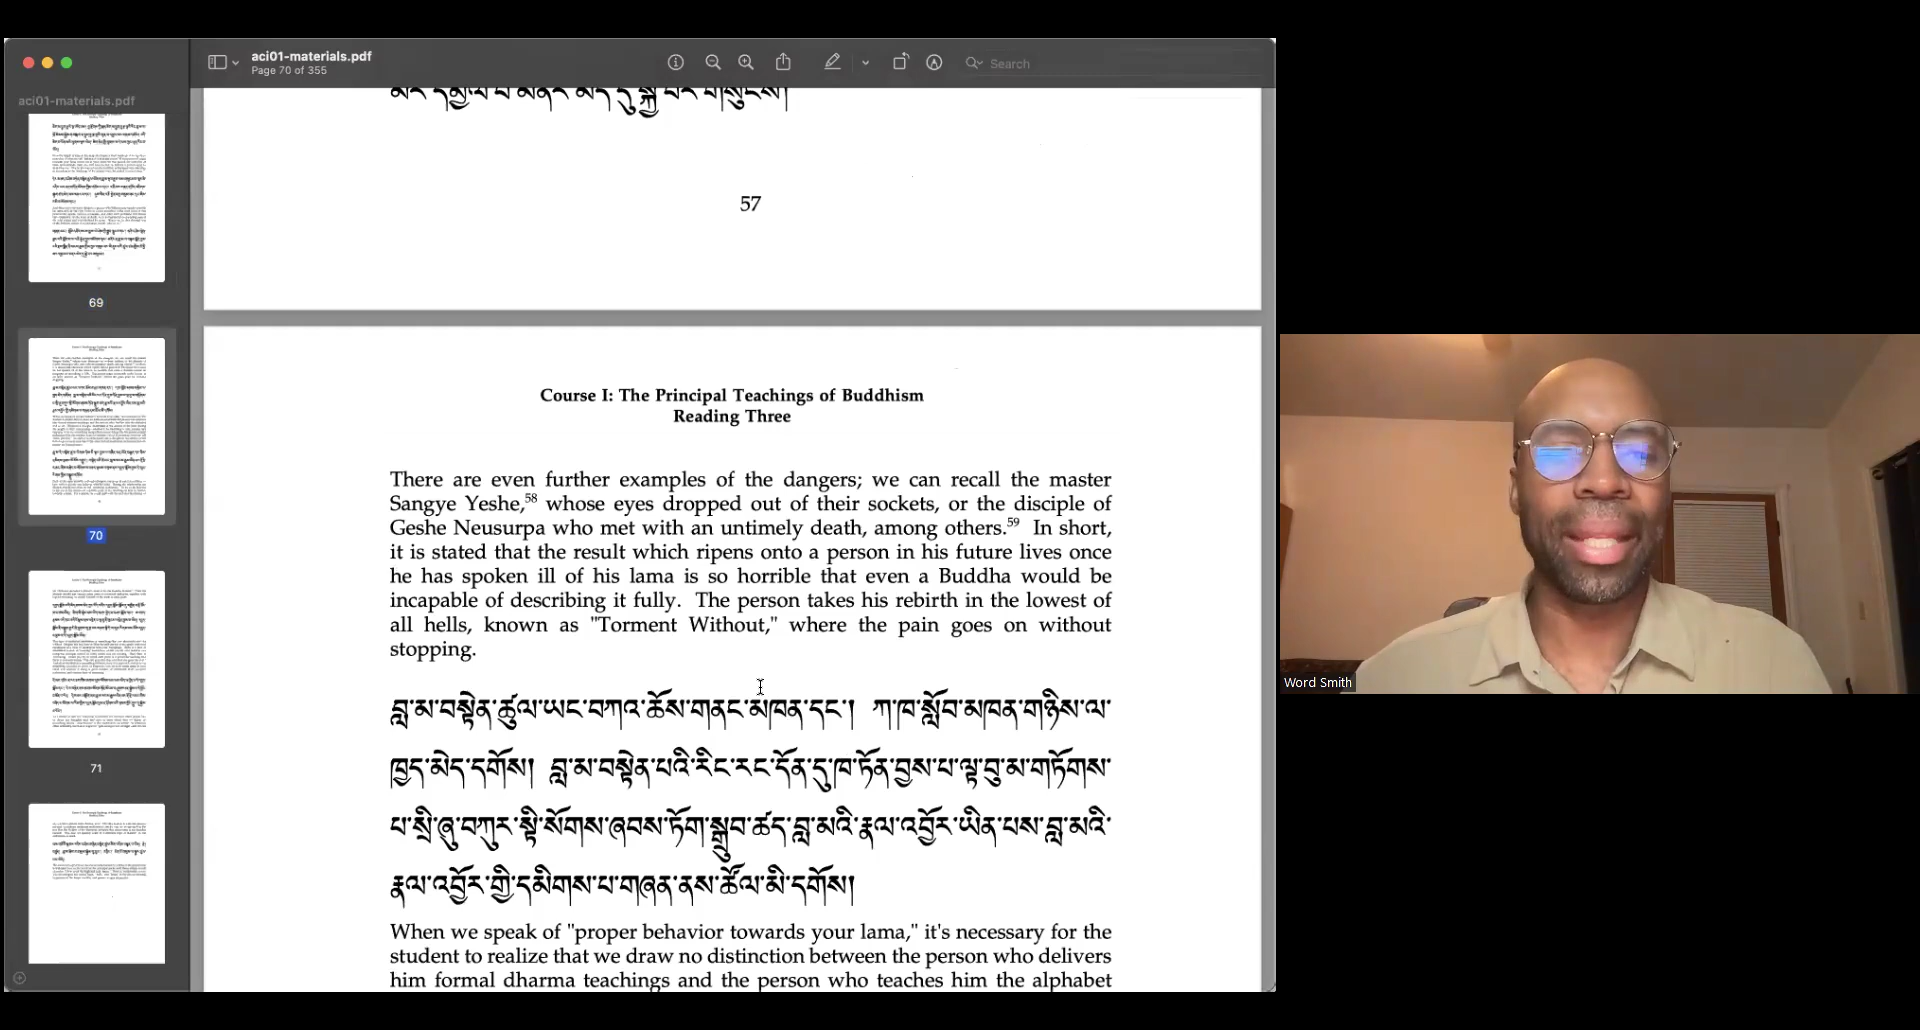 aci01-materials.pdf
Page 70 of 355
Search
aci01-materials.pdf
69
70
71
57
Course I: The Principal Teachings of Buddhism
Reading Three
There are even further examples of the dangers; we can recall the master
Sangye Yeshe,58 whose eyes dropped out of their sockets, or the disciple of
Geshe Neusurpa who met with an untimely death, among others.59 In short,
it is stated that the result which ripens onto a person in his future lives once
he has spoken ill of his lama is so horrible that even a Buddha would be
incapable of describing it fully. The person takes his rebirth in the lowest of
all hells, known as "Torment Without," where the pain goes on without
stopping.
བླ་མ་བསྟེན་ཚུལ་ཡང་བཀའ་ཆོས་གནང་མཁན་དང་། ཀ་ཁ་སློབ་མཁན་གཉིས་ལ་
ཁྱད་མེད་དགོས། བླ་མ་བསྟེན་པའི་རིང་རང་དོན་དུ་ཁ་ཏོན་བྱས་པ་ལྟ་བུ་མ་གཏོགས་
པ་སྲི་ཞུ་བཀུར་སྟི་སོགས་ཞབས་ཏོག་སྒྲུབ་ཚད་བླ་མའི་རྣལ་འབྱོར་ཡིན་པས་བླ་མའི་
རྣལ་འབྱོར་གྱི་དམིགས་པ་གཞན་ནས་ཚོལ་མི་དགོས།
When we speak of "proper behavior towards your lama," it's necessary for the
student to realize that we draw no distinction between the person who delivers
him formal dharma teachings and the person who teaches him the alphabet
Word Smith